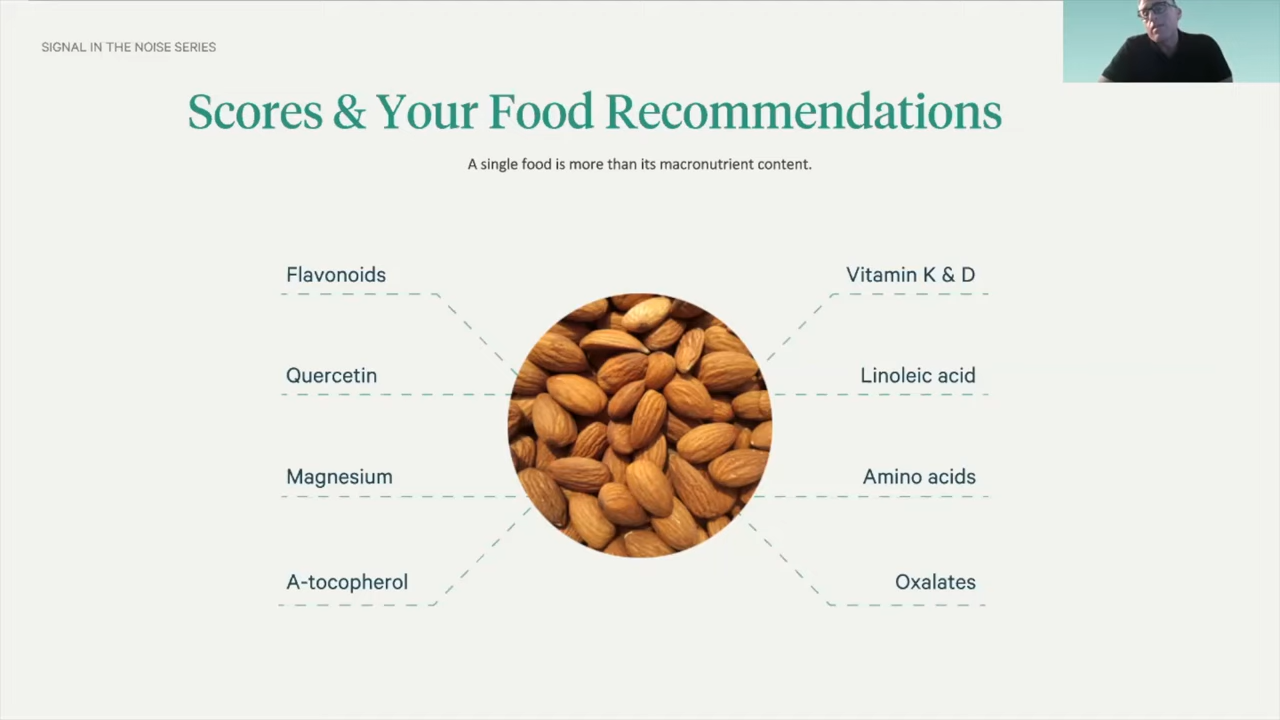 SIGNAL IN THE NOISE SERIES
Scores & Your Food Recommendations
A single food is more than its macronutrient content.
Flavonoids
Vitamin K & D
Quercetin
Linoleic acid
Magnesium
Amino acids
A-tocopherol
Oxalates